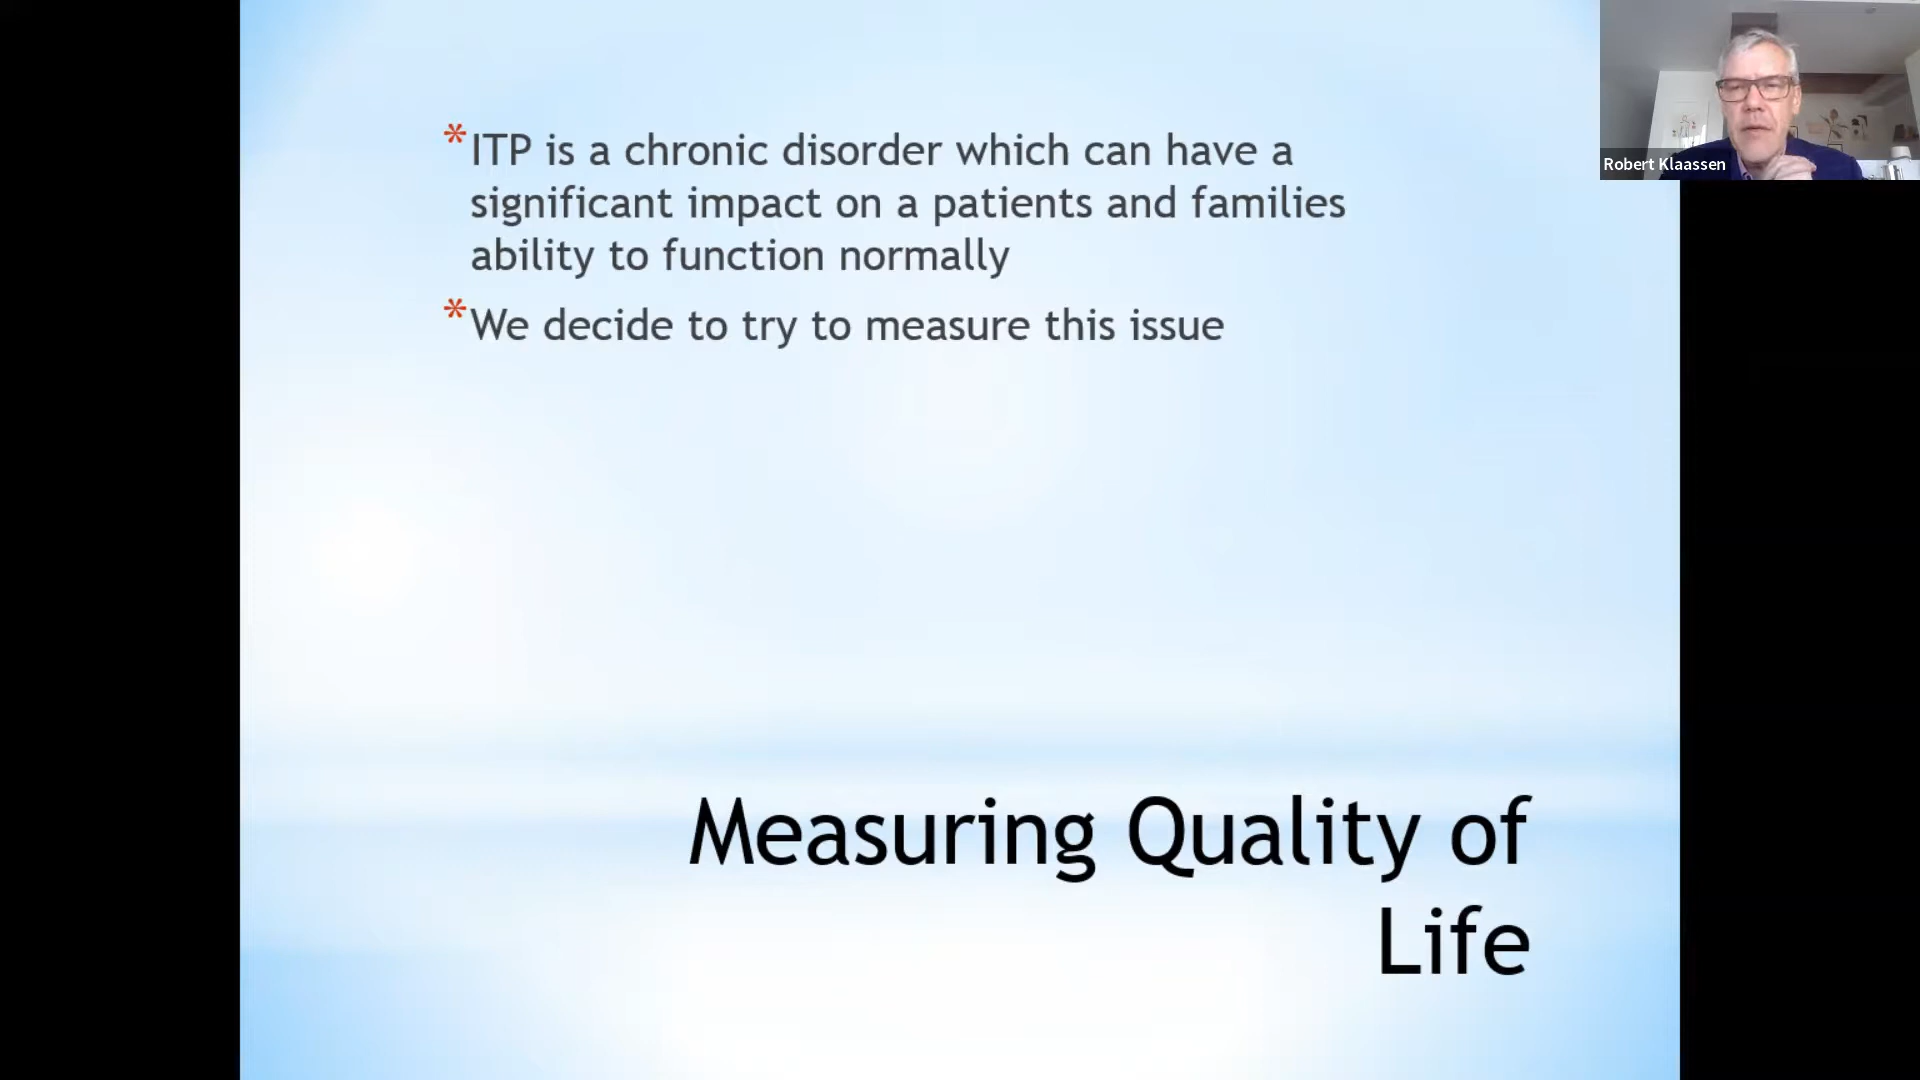 *ITP is a chronic disorder which can have a
significant impact on a patients and families
ability to function normally
*We decide to try to measure this issue
Measuring Quality of
Life
Robert Klaassen